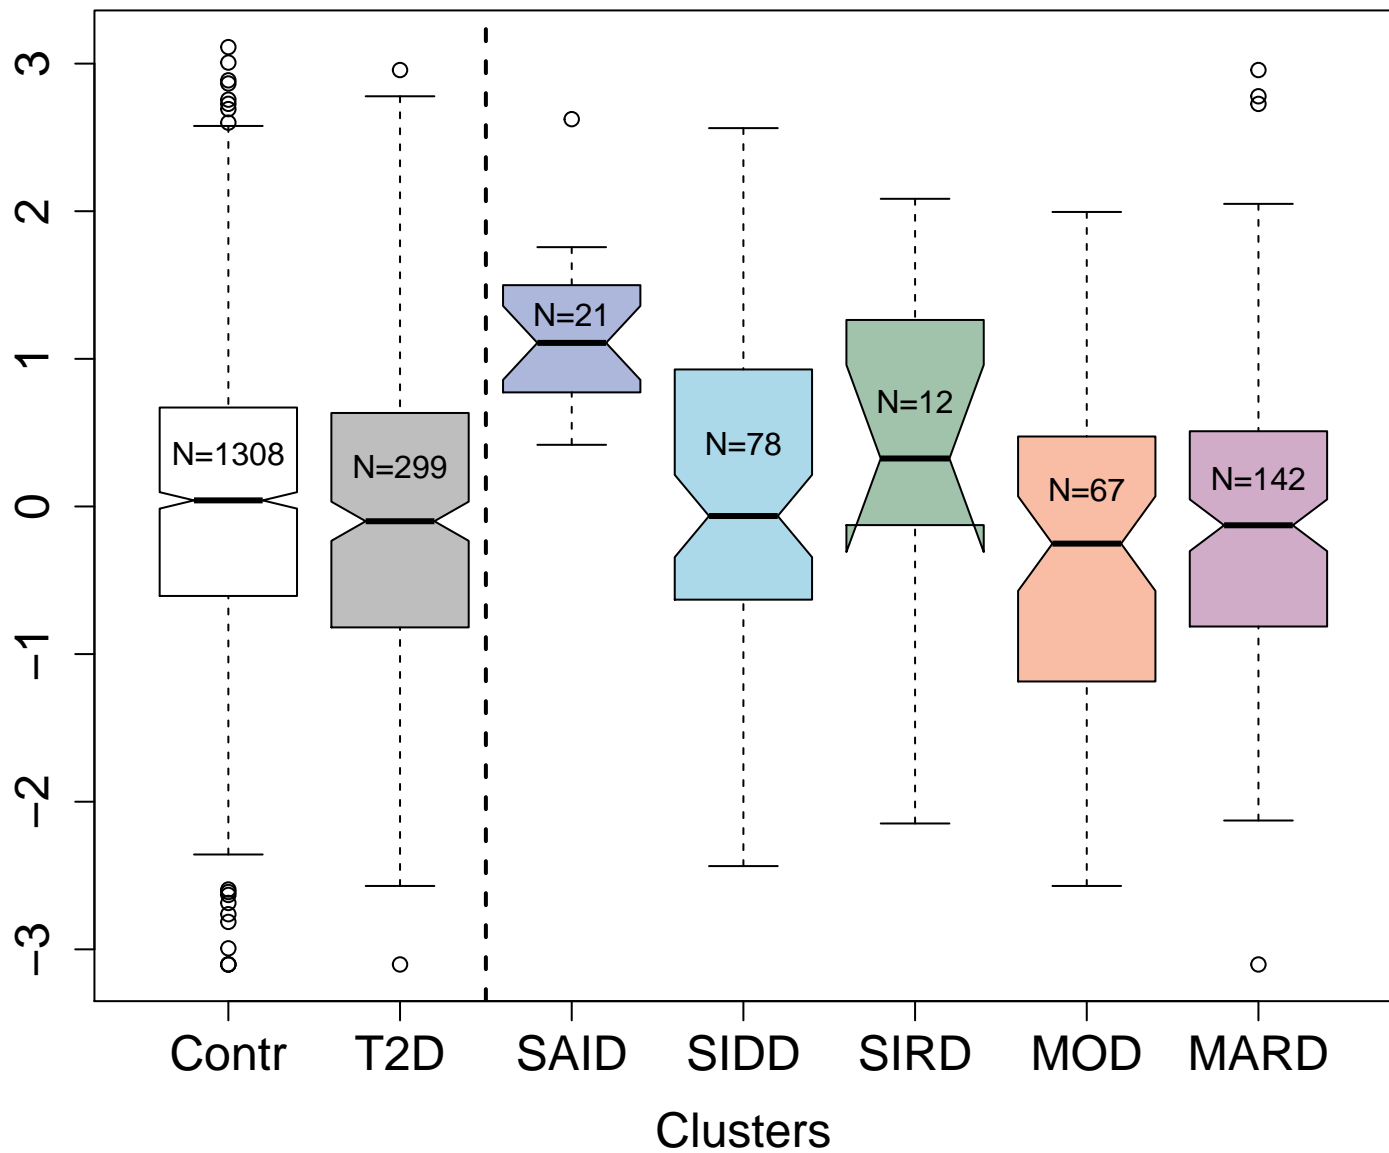 3
2
1
0
−1
−2
−3
N=1308
N=299
N=21
N=78
N=12
N=67
N=142
Contr T2D SAID SIDD SIRD MOD MARD
Clusters